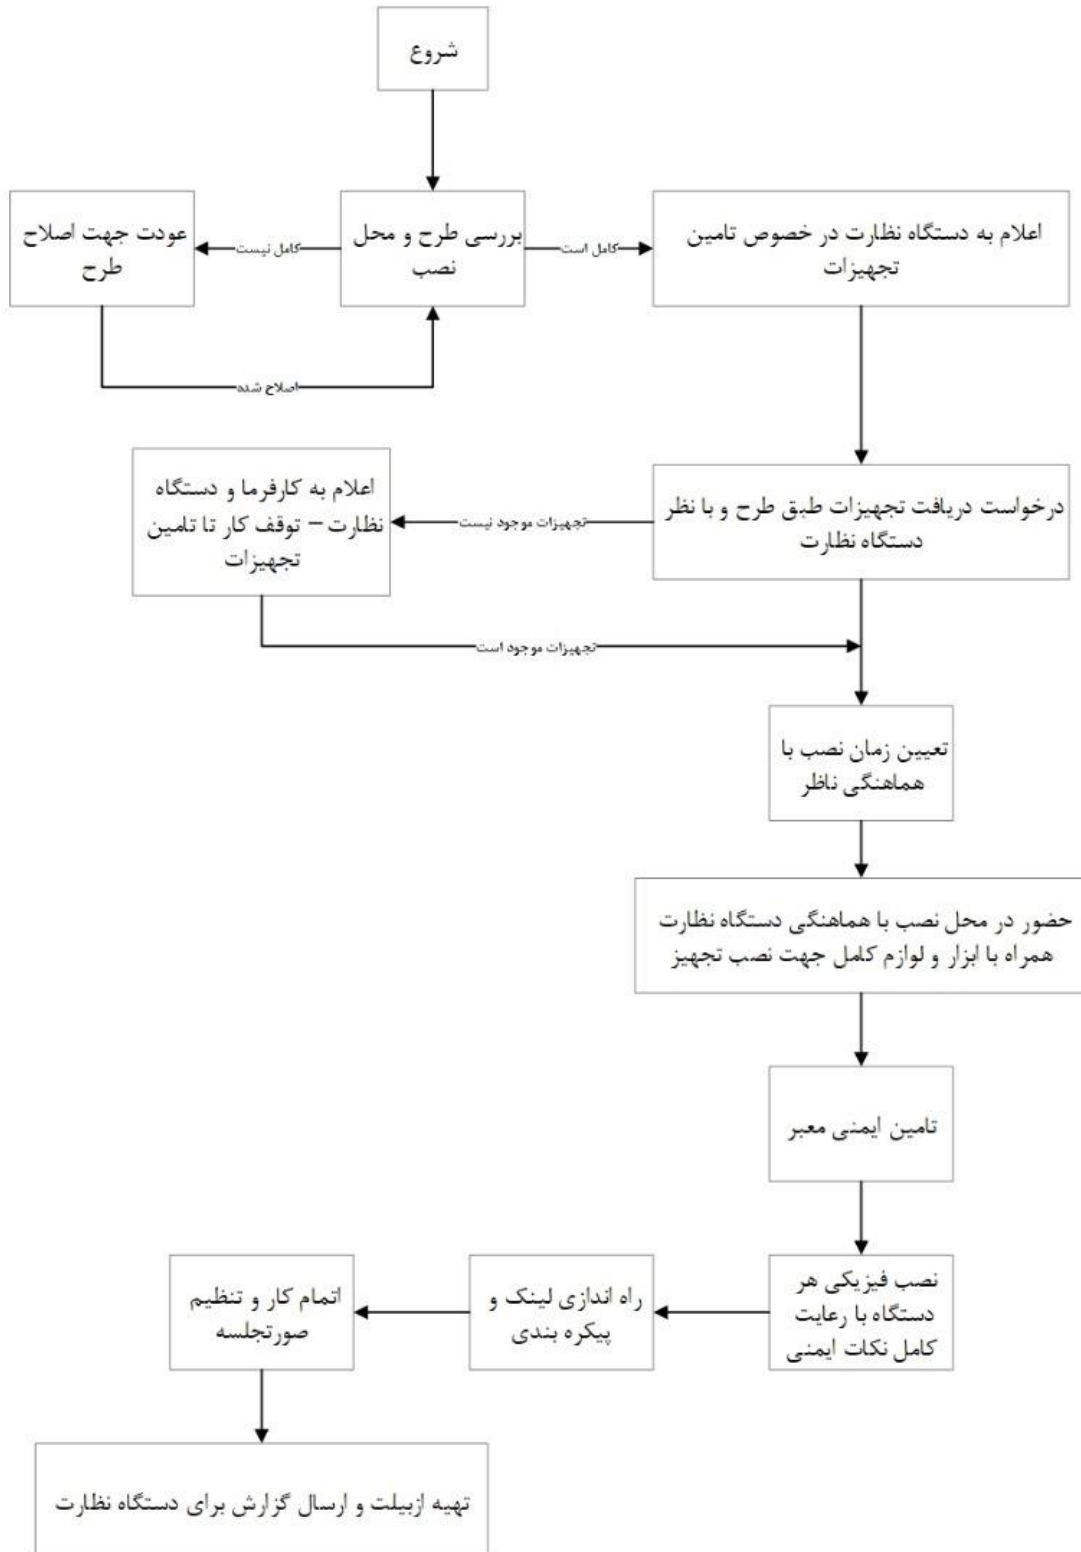 شروع
بررسی طرح و محل
نصب
کامل نیست
عودت جهت اصلاح
طرح
اصلاح شده
کامل است
اعلام به دستگاه نظارت در خصوص تامین
تجهیزات
درخواست دریافت تجهیزات طبق طرح و با نظر
دستگاه نظارت
تجهیزات موجود نیست
اعلام به کارفرما و دستگاه
نظارت – توقف کار تا تامین
تجهیزات
تجهیزات موجود است
تعیین زمان نصب با
هماهنگی ناظر
حضور در محل نصب با هماهنگی دستگاه نظارت
همراه با ابزار و لوازم کامل جهت نصب تجهیز
تامین ایمنی معبر
نصب فیزیکی هر
دستگاه با رعایت
کامل نکات ایمنی
راه اندازی لینک و
پیکره بندی
اتمام کار و تنظیم
صورتجلسه
تهیه ازبیلت و ارسال گزارش برای دستگاه نظارت